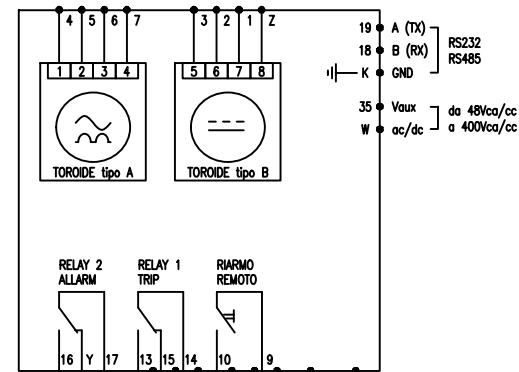 4 5 6 7
3 2 1 Z
1 2 3 4
5 6 7 8
TOROIDE tipo A
TOROIDE tipo B
19 A (TX)
18 B (RX)
K GND
RS232
RS485
35 Vaux
W ac/dc
da 48Vca/cc
a 400Vca/cc
RELAY 2
ALLARM
RELAY 1
TRIP
RIARMO
REMOTO
16 Y 17
13 15 14
10 9